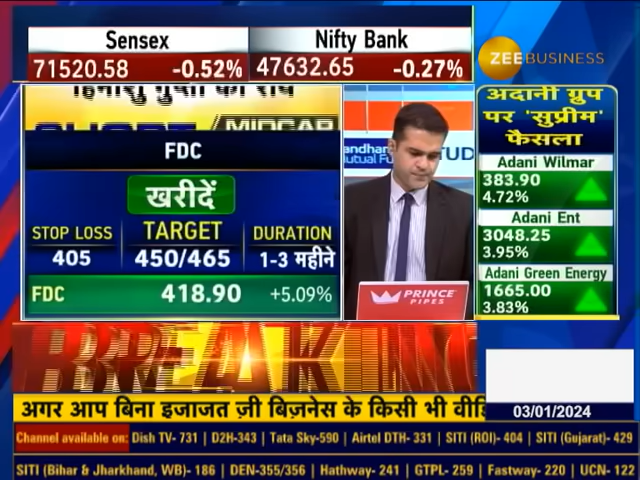 Sensex
71520.58 -0.52%
Nifty Bank
47632.65 -0.27%
ZEE BUSINESS
हिमांशु गुप्ता की राय
SHORT MIDCAP
FDC
खरीदें
STOP LOSS TARGET DURATION
405 450/465 1-3 महीने
FDC 418.90 +5.09%
Mutual Fu
TUD
PRINCE
PIPES
अदानी ग्रुप
पर 'सुप्रीम'
फैसला
Adani Wilmar
383.90
4.72%
Adani Ent
3048.25
3.95%
Adani Green Energy
1665.00
3.83%
BREAKING
अगर आप बिना इजाजत ज़ी बिज़नेस के किसी भी वीडि
03/01/2024
Channel available on: Dish TV- 731 | D2H-343 | Tata Sky-590 | Airtel DTH- 331 | SITI (ROI)- 404 | SITI (Gujarat)- 429
SITI (Bihar & Jharkhand, WB)- 186 | DEN-355/356 | Hathway- 241 | GTPL- 259 | Fastway- 220 | UCN- 122